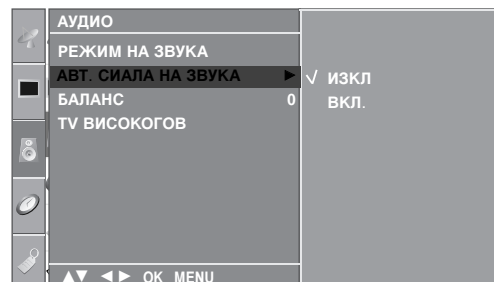 АУДИО
РЕЖИМ НА ЗВУКА
АВТ. СИАЛА НА ЗВУКА ▶ √ ИЗКЛ
БАЛАНС 0 ВКЛ.
TV ВИСОКОГОВ
▲▼ ◄► OK MENU